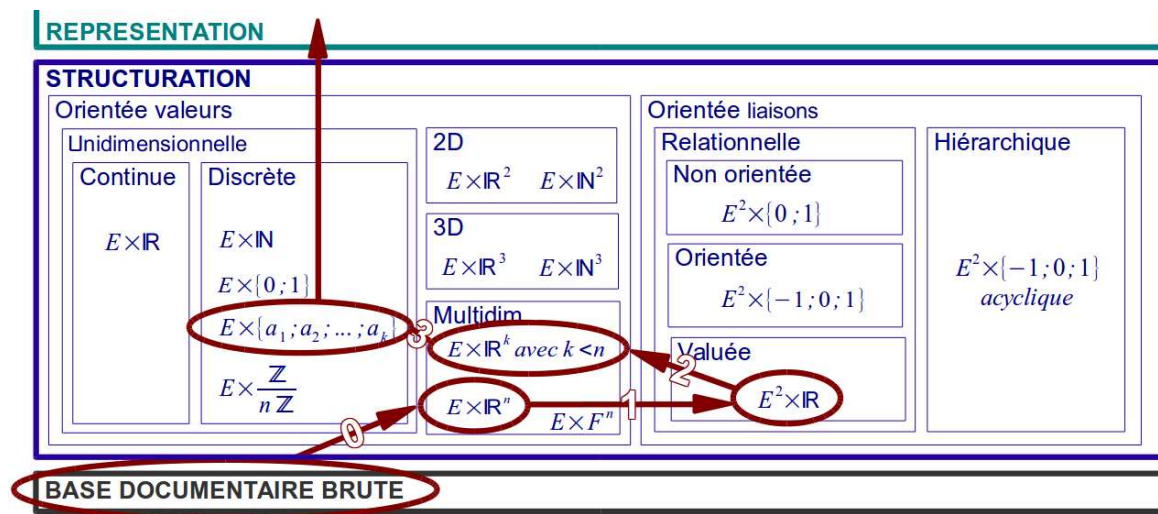 REPRESENTATION
STRUCTURATION
Orientée valeurs
Unidimensionnelle
Continue
E×ℝ
Discrète
E×ℕ
E×{0;1}
E×{a₁;a₂;...;aₖ}
E×ℤ/nℤ
2D
E×ℝ² E×ℕ²
3D
E×ℝ³ E×ℕ³
Multidim
E×ℝᵏ avec k<n
E×ℝⁿ
E×Fⁿ
Orientée liaisons
Relationnelle
Non orientée
E²×{0;1}
Orientée
E²×{−1;0;1}
Valuée
E²×ℝ
Hiérarchique
E²×{−1;0;1}
acyclique
0
1
2
3
BASE DOCUMENTAIRE BRUTE